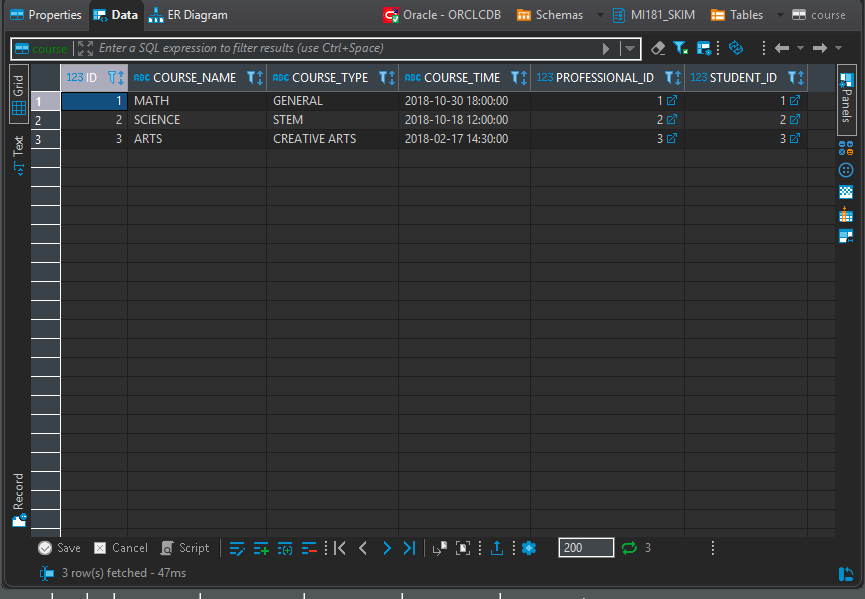 Properties Data ER Diagram Oracle - ORCLCDB Schemas MI181_SKIM Tables course
course Enter a SQL expression to filter results (use Ctrl+Space)
Grid
Text
Record
123 ID ABC COURSE_NAME ABC COURSE_TYPE ABC COURSE_TIME 123 PROFESSIONAL_ID 123 STUDENT_ID
1 1 MATH GENERAL 2018-10-30 18:00:00 1 1
2 2 SCIENCE STEM 2018-10-18 12:00:00 2 2
3 3 ARTS CREATIVE ARTS 2018-02-17 14:30:00 3 3
Panels
Save Cancel Script 200 3
3 row(s) fetched - 47ms